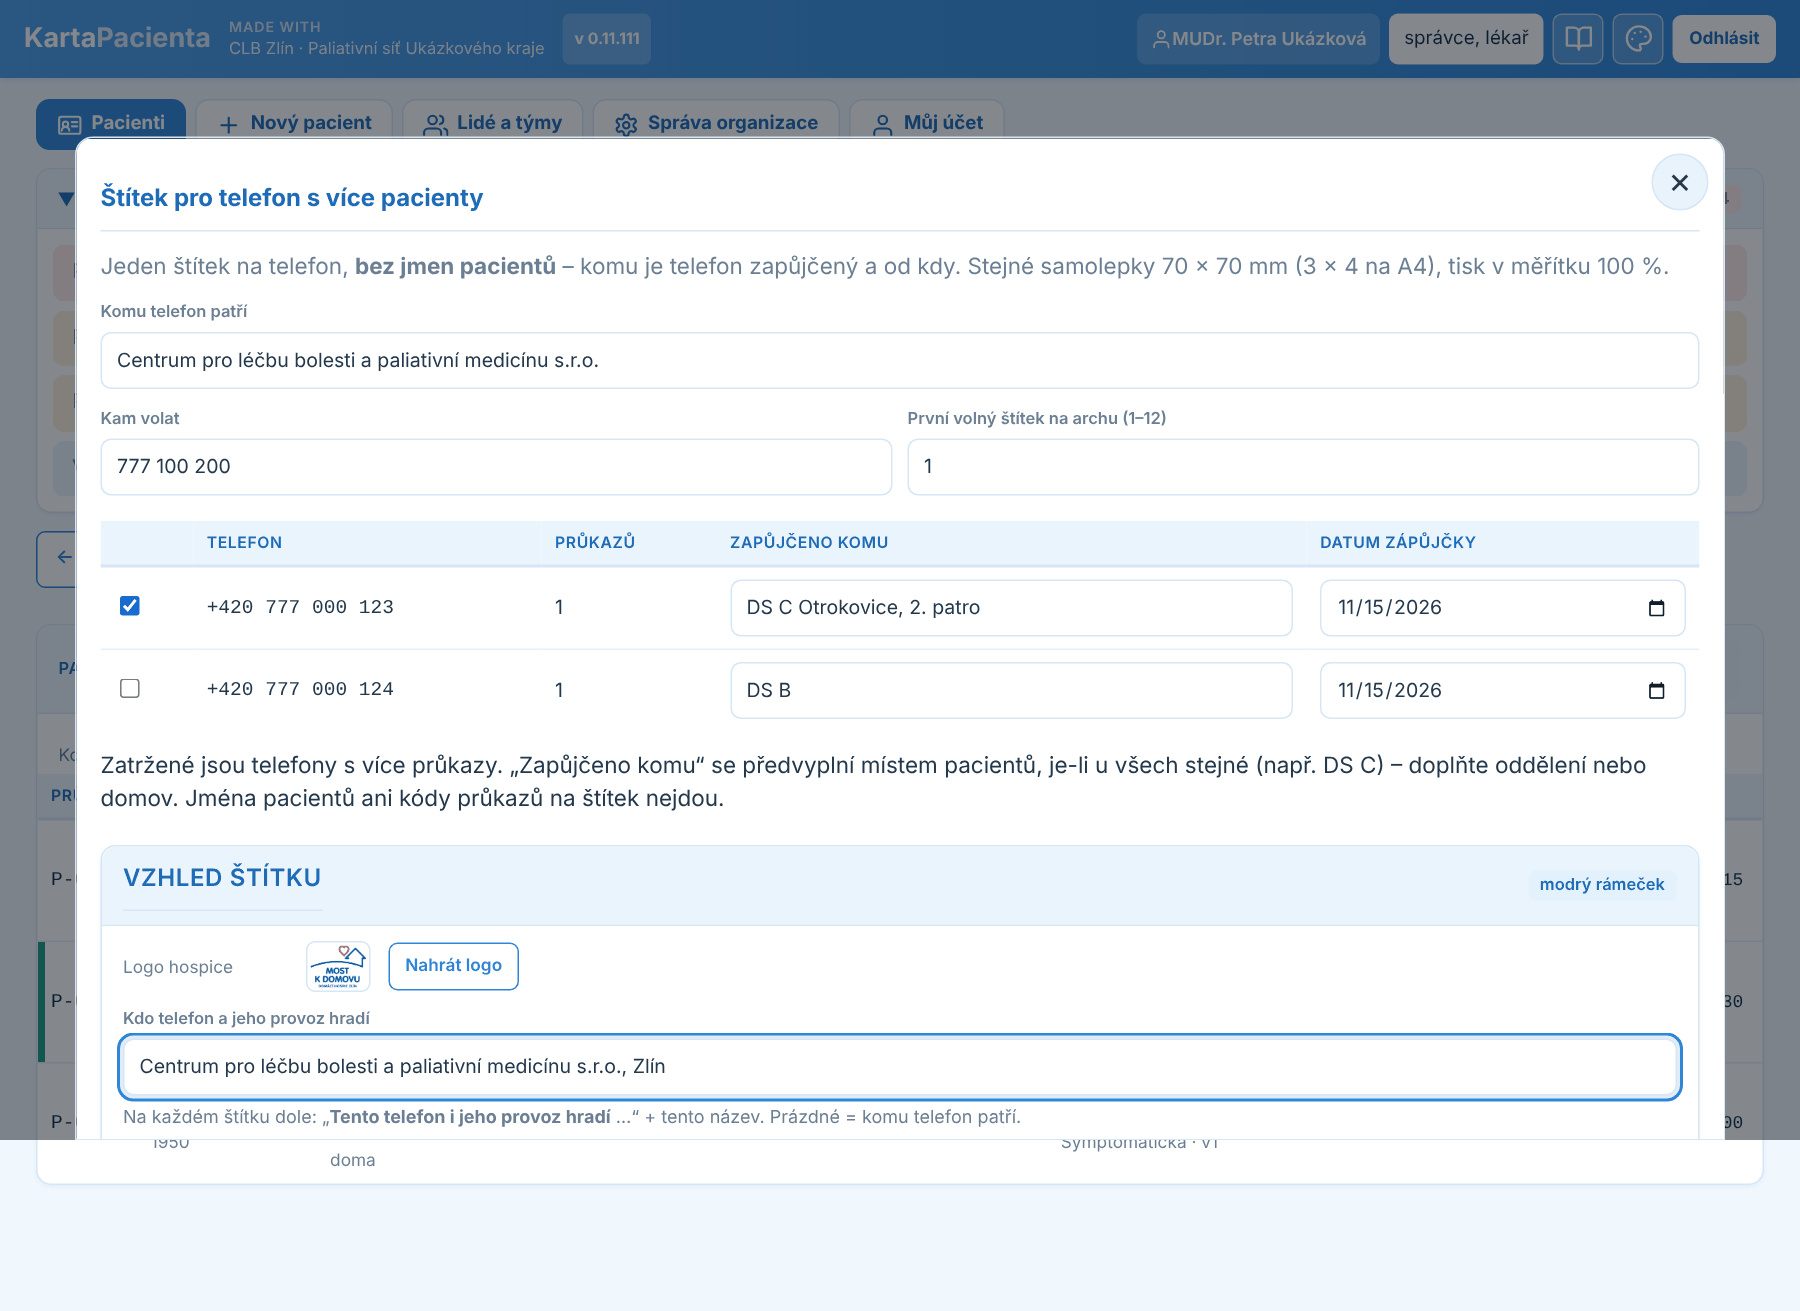 KartaPacienta
MADE WITH
CLB Zlín · Paliativní síť Ukázkového kraje
v 0.11.111
MUDr. Petra Ukázková
správce, lékař
Odhlásit
Pacienti
Nový pacient
Lidé a týmy
Správa organizace
Můj účet
Štítek pro telefon s více pacienty
Jeden štítek na telefon, bez jmen pacientů – komu je telefon zapůjčený a od kdy. Stejné samolepky 70 × 70 mm (3 × 4 na A4), tisk v měřítku 100 %.
Komu telefon patří
Centrum pro léčbu bolesti a paliativní medicínu s.r.o.
Kam volat
První volný štítek na archu (1–12)
777 100 200
1
TELEFON PRŮKAZŮ ZAPŮJČENO KOMU DATUM ZÁPŮJČKY
+420 777 000 123 1 DS C Otrokovice, 2. patro 11/15/2026
+420 777 000 124 1 DS B 11/15/2026
Zatržené jsou telefony s více průkazy. „Zapůjčeno komu“ se předvyplní místem pacientů, je-li u všech stejné (např. DS C) – doplňte oddělení nebo
domov. Jména pacientů ani kódy průkazů na štítek nejdou.
VZHLED ŠTÍTKU
modrý rámeček
Logo hospice
MOST
K DOMOVU
Nahrát logo
Kdo telefon a jeho provoz hradí
Centrum pro léčbu bolesti a paliativní medicínu s.r.o., Zlín
Na každém štítku dole: „Tento telefon i jeho provoz hradí …“ + tento název. Prázdné = komu telefon patří.
P-
15
P-
30
P-
00
1950
Symptomatická · VT
doma